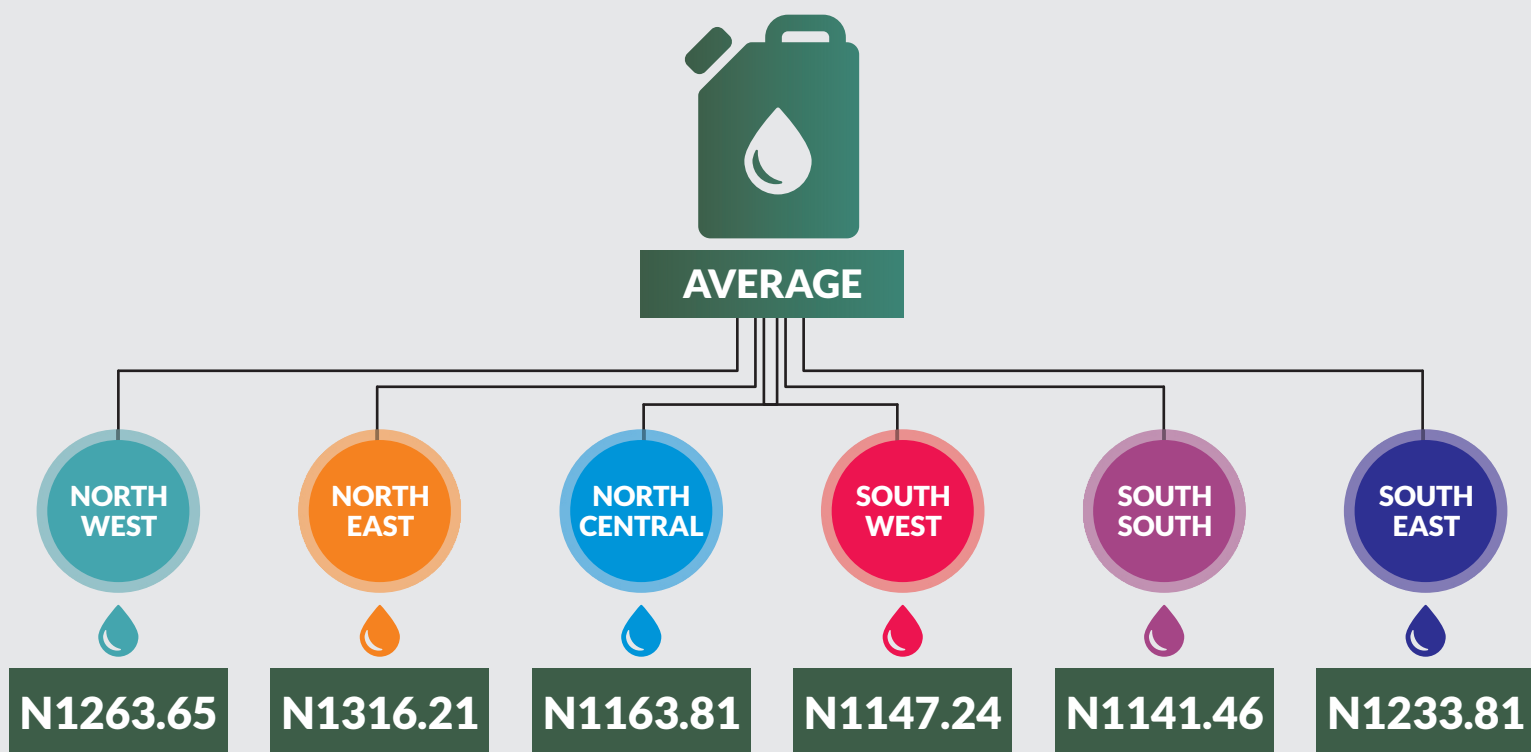 AVERAGE
NORTH
WEST
NORTH
EAST
NORTH
CENTRAL
SOUTH
WEST
SOUTH
SOUTH
SOUTH
EAST
N1263.65
N1316.21
N1163.81
N1147.24
N1141.46
N1233.81